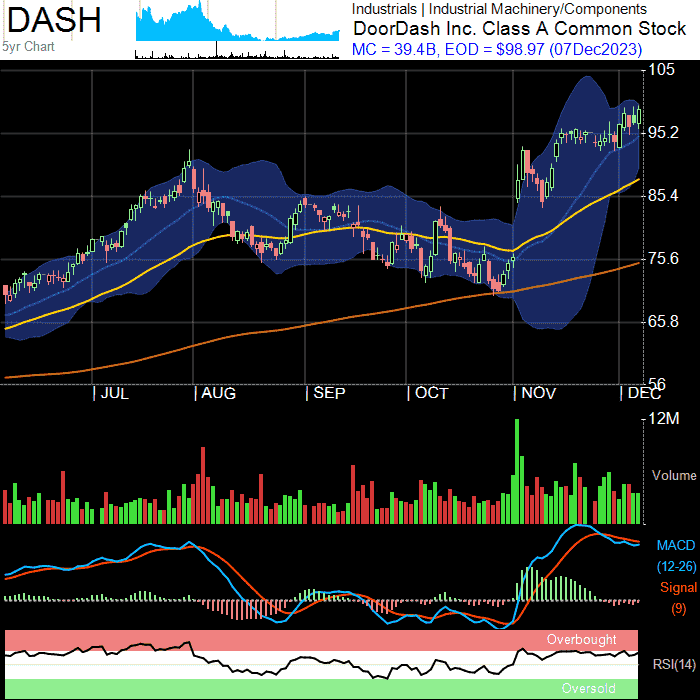 DASH
5yr Chart
Industrials | Industrial Machinery/Components
DoorDash Inc. Class A Common Stock
MC = 39.4B, EOD = $98.97 (07Dec2023)
105
95.2
85.4
75.6
65.8
56
JUL
AUG
SEP
OCT
NOV
DEC
12M
Volume
MACD
(12-26)
Signal
(9)
Overbought
RSI(14)
Oversold